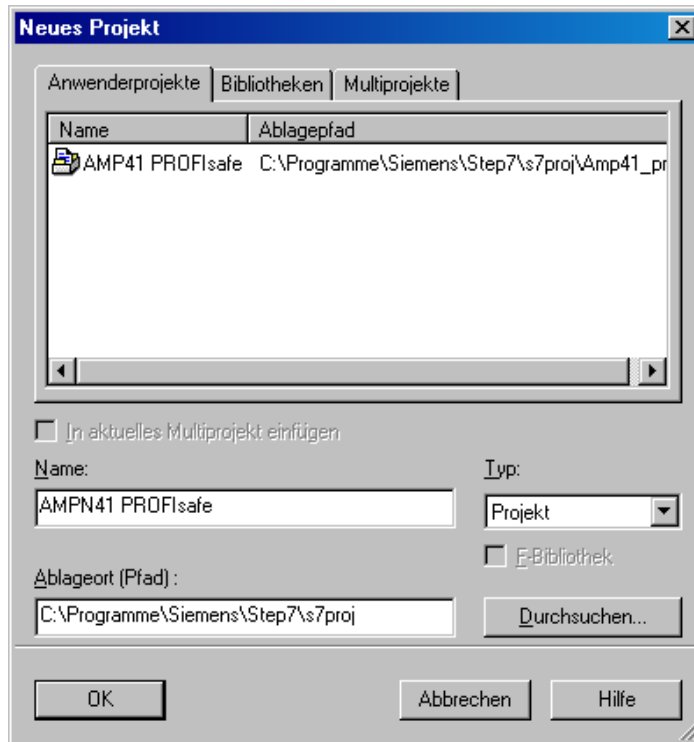 Neues Projekt
Anwenderprojekte Bibliotheken Multiprojekte
Name Ablagepfad
AMP41 PROFIsafe C:\Programme\Siemens\Step7\s7proj\Amp41_pr
In aktuelles Multiprojekt einfügen
Name: Typ:
AMPN41 PROFIsafe Projekt
F-Bibliothek
Ablageort (Pfad) :
C:\Programme\Siemens\Step7\s7proj Durchsuchen...
OK Abbrechen Hilfe